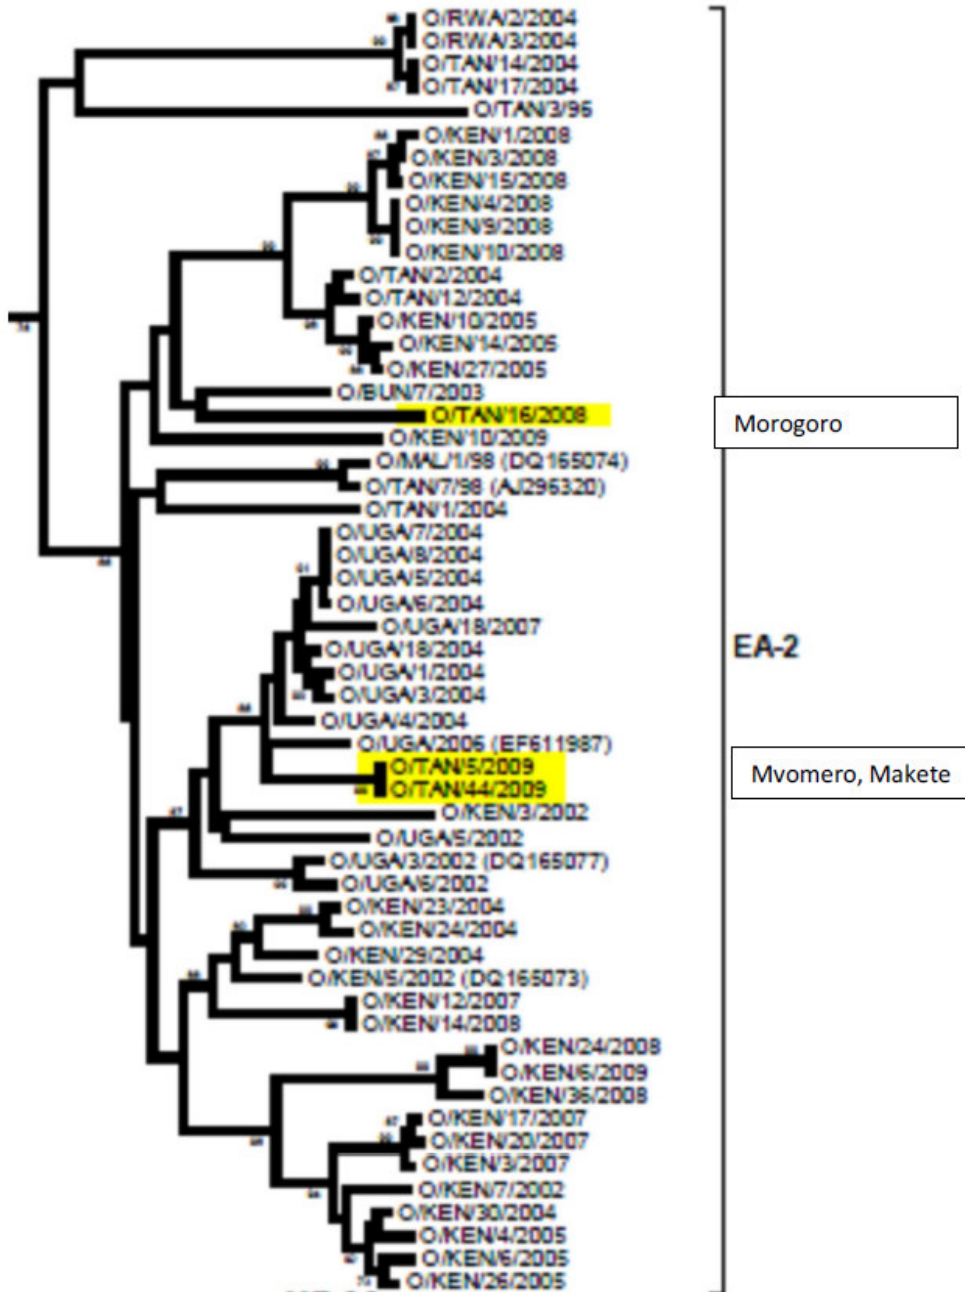 O/RWA/2/2004
O/RWA/3/2004
O/TAN/14/2004
O/TAN/17/2004
O/TAN/3/96
O/KEN/1/2008
O/KEN/3/2008
O/KEN/15/2008
O/KEN/4/2008
O/KEN/9/2008
O/KEN/10/2008
O/TAN/2/2004
O/TAN/12/2004
O/KEN/10/2005
O/KEN/14/2005
O/KEN/27/2005
O/BUN/7/2003
O/TAN/16/2008
Morogoro
O/KEN/10/2009
O/MAL/1/98 (DQ165074)
O/TAN/7/98 (AJ296320)
O/TAN/1/2004
O/UGA/7/2004
O/UGA/8/2004
O/UGA/5/2004
O/UGA/6/2004
O/UGA/18/2007
O/UGA/18/2004
EA-2
O/UGA/1/2004
O/UGA/3/2004
O/UGA/4/2004
O/UGA/2006 (EF611987)
O/TAN/5/2009
Mvomero, Makete
O/TAN/44/2009
O/KEN/3/2002
O/UGA/5/2002
O/UGA/3/2002 (DQ165077)
O/UGA/6/2002
O/KEN/23/2004
O/KEN/24/2004
O/KEN/29/2004
O/KEN/5/2002 (DQ165073)
O/KEN/12/2007
O/KEN/14/2008
O/KEN/24/2008
O/KEN/6/2009
O/KEN/36/2008
O/KEN/17/2007
O/KEN/20/2007
O/KEN/3/2007
O/KEN/7/2002
O/KEN/30/2004
O/KEN/4/2005
O/KEN/6/2005
O/KEN/26/2005